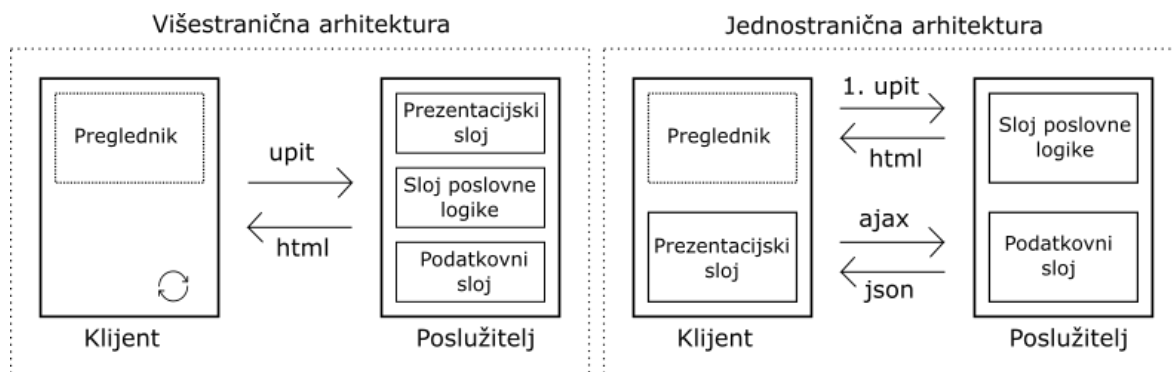 Višestranična arhitektura
Preglednik
upit
html
Prezentacijski
sloj
Sloj poslovne
logike
Podatkovni
sloj
Klijent
Poslužitelj
Jednostranična arhitektura
Preglednik
Prezentacijski
sloj
1. upit
html
ajax
json
Sloj poslovne
logike
Podatkovni
sloj
Klijent
Poslužitelj